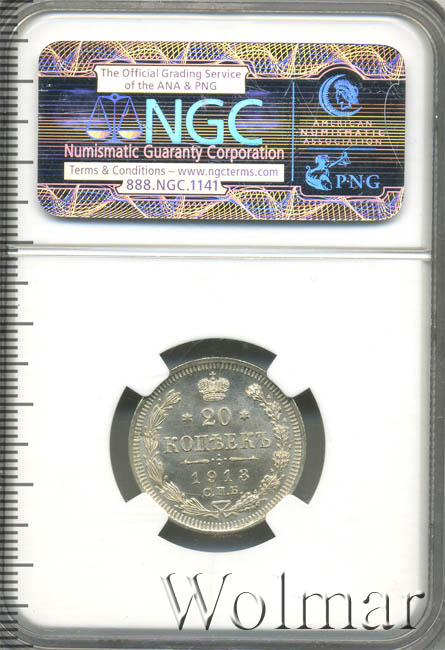 The Official Grading Service
of the ANA & PNG
NGC
Numismatic Guaranty Corporation
Terms & Conditions – www.ngcterms.com
888.NGC.1141
AMERICAN
NUMISMATIC
ASSOCIATION
P·N·G
* 20 *
КОПѢЕКЪ
1913
С.П.Б.
Wolmar